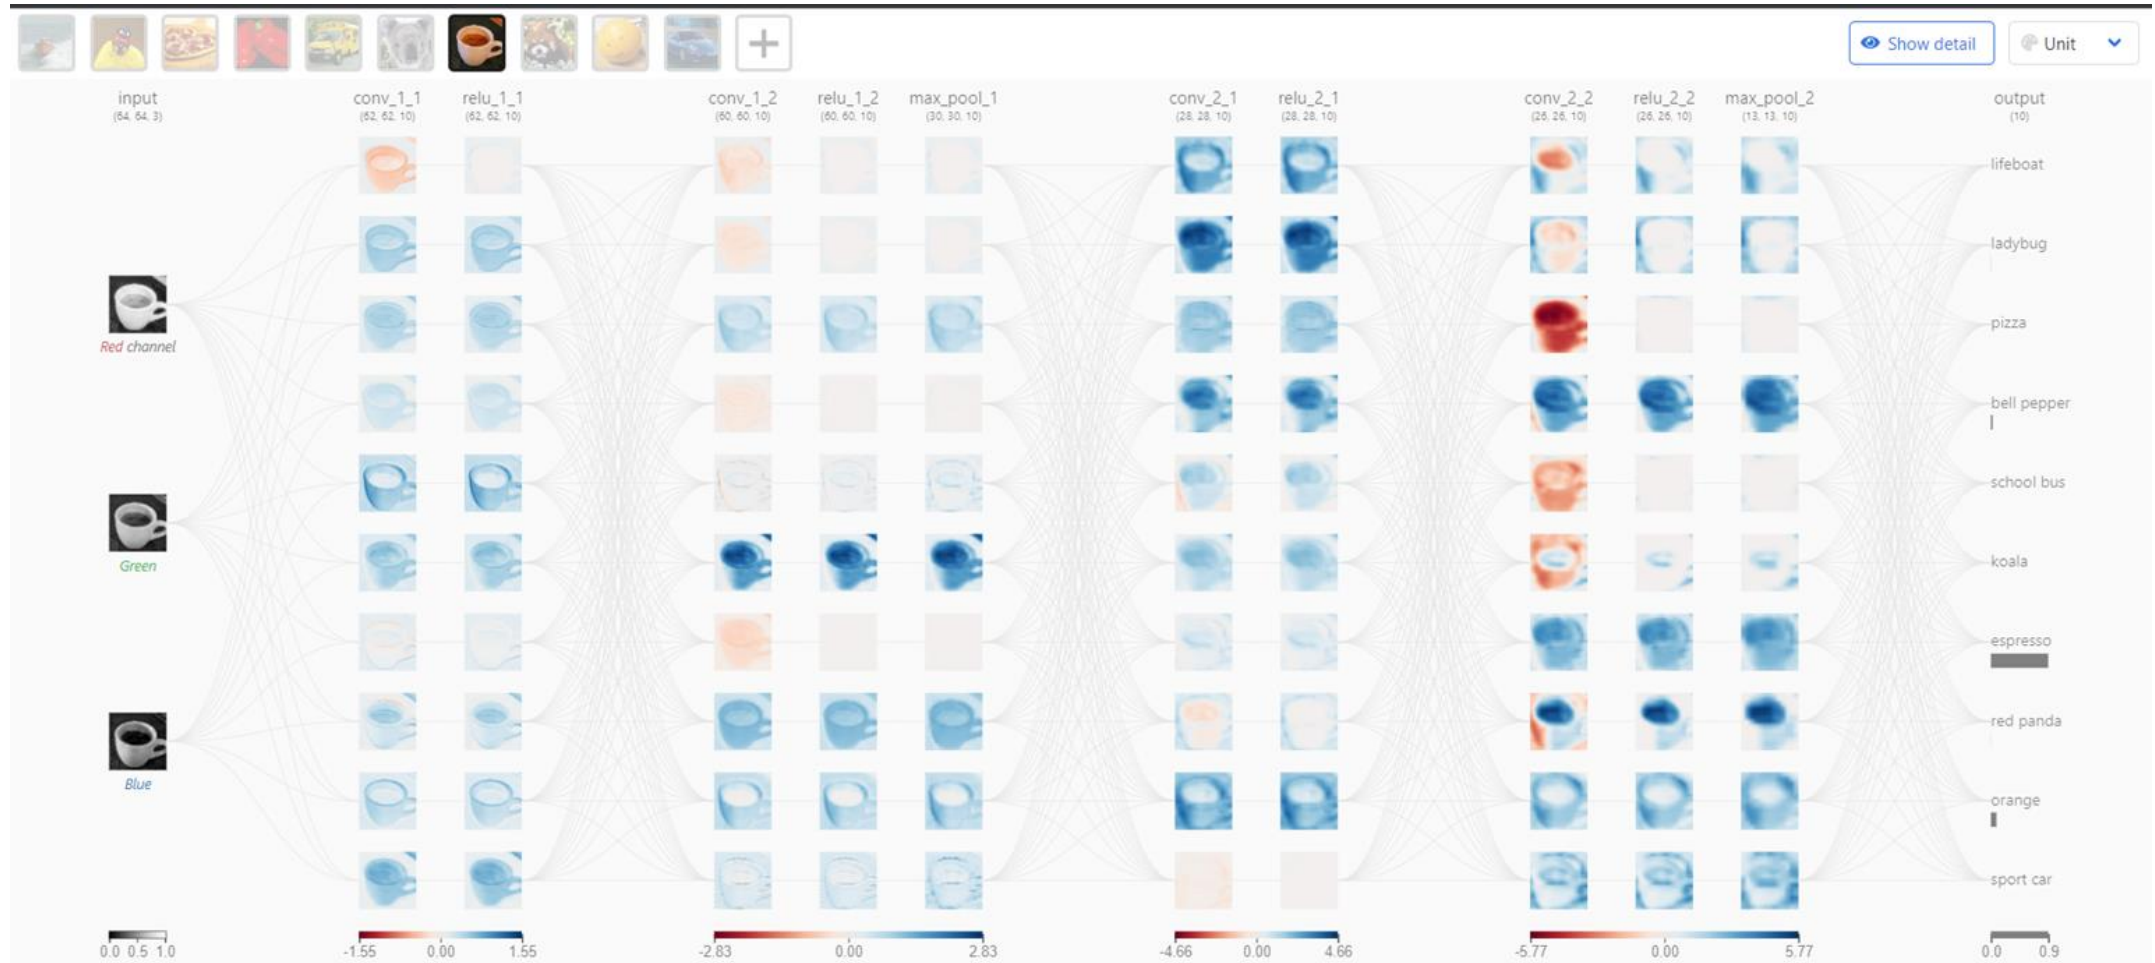 Show detail
Unit
input
(64, 64, 3)
conv_1_1
(62, 62, 10)
relu_1_1
(62, 62, 10)
conv_1_2
(60, 60, 10)
relu_1_2
(60, 60, 10)
max_pool_1
(30, 30, 10)
conv_2_1
(28, 28, 10)
relu_2_1
(28, 28, 10)
conv_2_2
(26, 26, 10)
relu_2_2
(26, 26, 10)
max_pool_2
(13, 13, 10)
output
(10)
Red channel
Green
Blue
lifeboat
ladybug
pizza
bell pepper
school bus
koala
espresso
red panda
orange
sport car
0.0 0.5 1.0
-1.55 0.00 1.55
-2.83 0.00 2.83
-4.66 0.00 4.66
-5.77 0.00 5.77
0.0 0.9